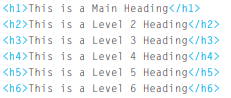 <h1>This is a Main Heading</h1>
<h2>This is a Level 2 Heading</h2>
<h3>This is a Level 3 Heading</h3>
<h4>This is a Level 4 Heading</h4>
<h5>This is a Level 5 Heading</h5>
<h6>This is a Level 6 Heading</h6>